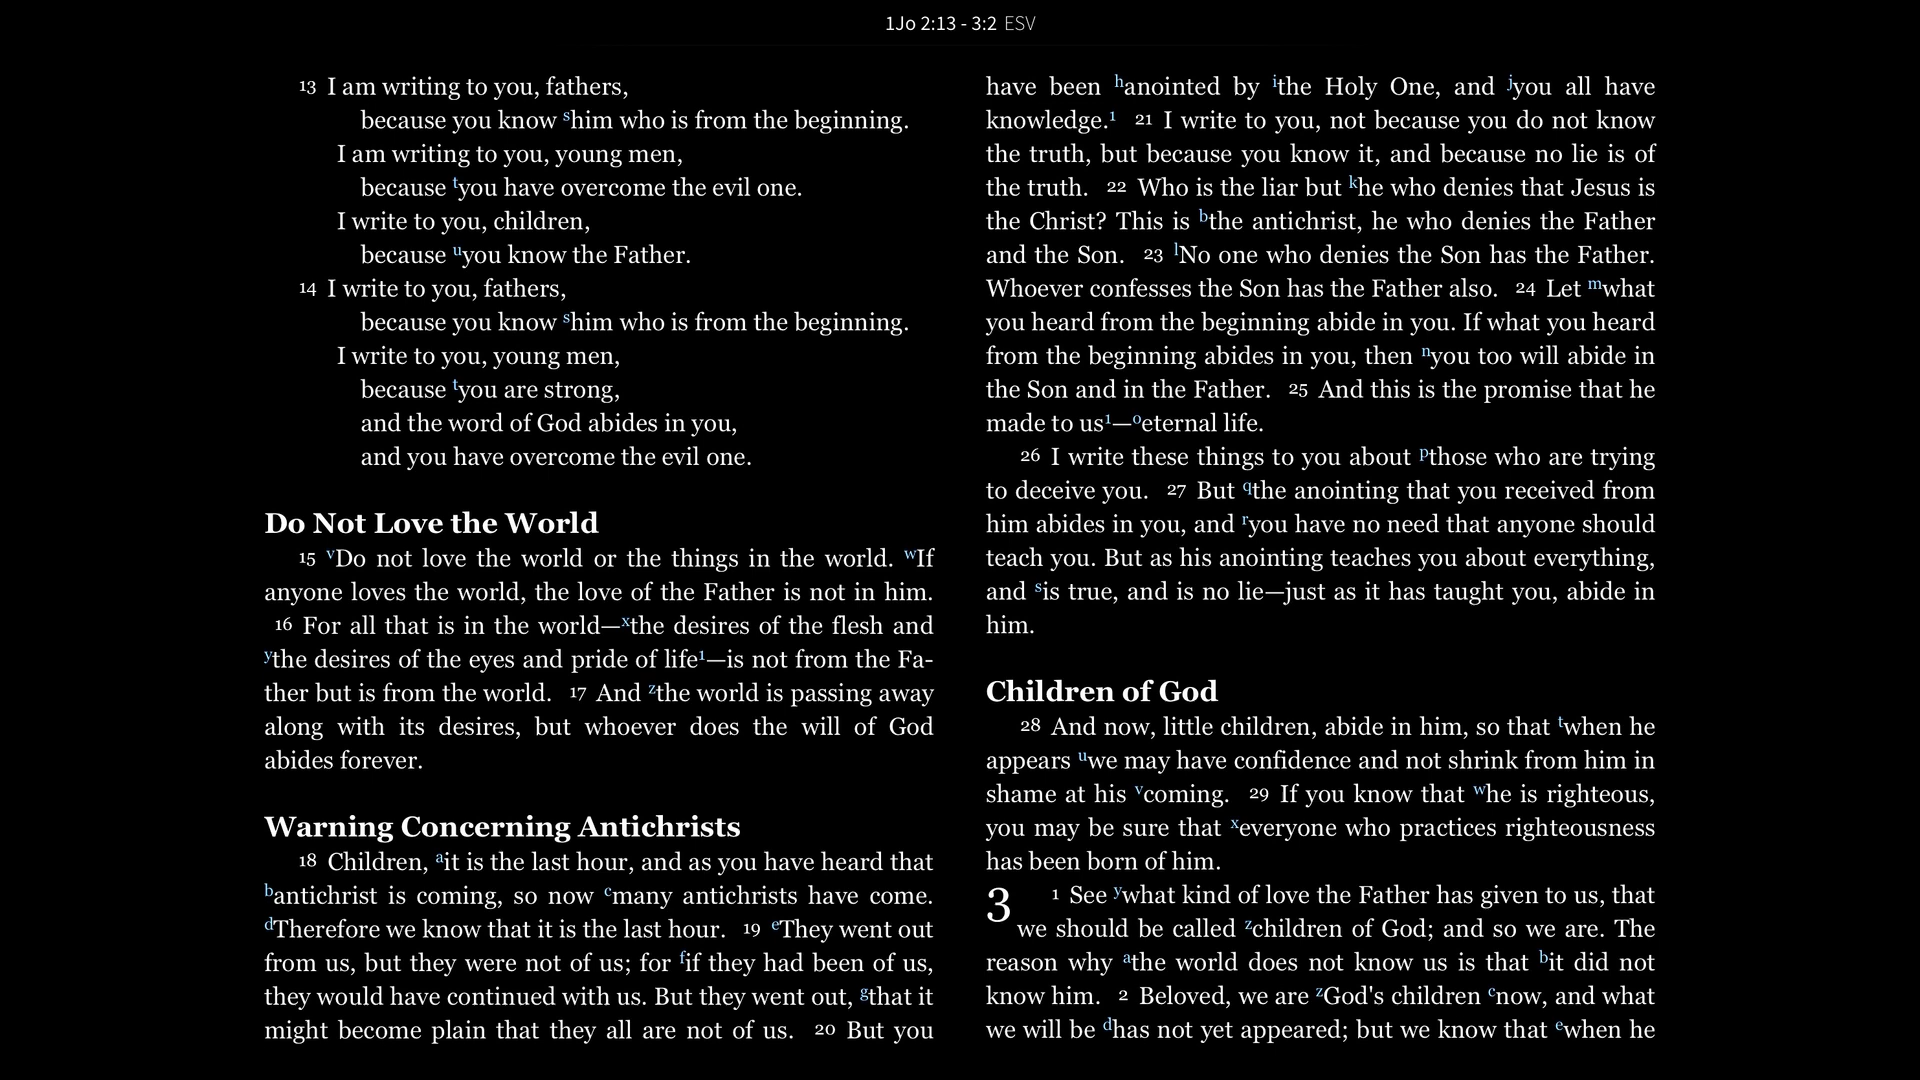 1Jo 2:13 - 3:2 ESV
13 I am writing to you, fathers,
because you know shim who is from the beginning.
I am writing to you, young men,
because tyou have overcome the evil one.
I write to you, children,
because uyou know the Father.
14 I write to you, fathers,
because you know shim who is from the beginning.
I write to you, young men,
because tyou are strong,
and the word of God abides in you,
and you have overcome the evil one.
Do Not Love the World
15 vDo not love the world or the things in the world. wIf
anyone loves the world, the love of the Father is not in him.
16 For all that is in the world—xthe desires of the flesh and
ythe desires of the eyes and pride of life1—is not from the Fa-
ther but is from the world. 17 And zthe world is passing away
along with its desires, but whoever does the will of God
abides forever.
Warning Concerning Antichrists
18 Children, ait is the last hour, and as you have heard that
bantichrist is coming, so now cmany antichrists have come.
dTherefore we know that it is the last hour. 19 eThey went out
from us, but they were not of us; for fif they had been of us,
they would have continued with us. But they went out, gthat it
might become plain that they all are not of us. 20 But you
have been hanointed by ithe Holy One, and jyou all have
knowledge.1 21 I write to you, not because you do not know
the truth, but because you know it, and because no lie is of
the truth. 22 Who is the liar but khe who denies that Jesus is
the Christ? This is bthe antichrist, he who denies the Father
and the Son. 23 lNo one who denies the Son has the Father.
Whoever confesses the Son has the Father also. 24 Let mwhat
you heard from the beginning abide in you. If what you heard
from the beginning abides in you, then nyou too will abide in
the Son and in the Father. 25 And this is the promise that he
made to us1—oeternal life.
26 I write these things to you about pthose who are trying
to deceive you. 27 But qthe anointing that you received from
him abides in you, and ryou have no need that anyone should
teach you. But as his anointing teaches you about everything,
and sis true, and is no lie—just as it has taught you, abide in
him.
Children of God
28 And now, little children, abide in him, so that twhen he
appears uwe may have confidence and not shrink from him in
shame at his vcoming. 29 If you know that whe is righteous,
you may be sure that xeveryone who practices righteousness
has been born of him.
3 1 See ywhat kind of love the Father has given to us, that
we should be called zchildren of God; and so we are. The
reason why athe world does not know us is that bit did not
know him. 2 Beloved, we are zGod's children cnow, and what
we will be dhas not yet appeared; but we know that ewhen he